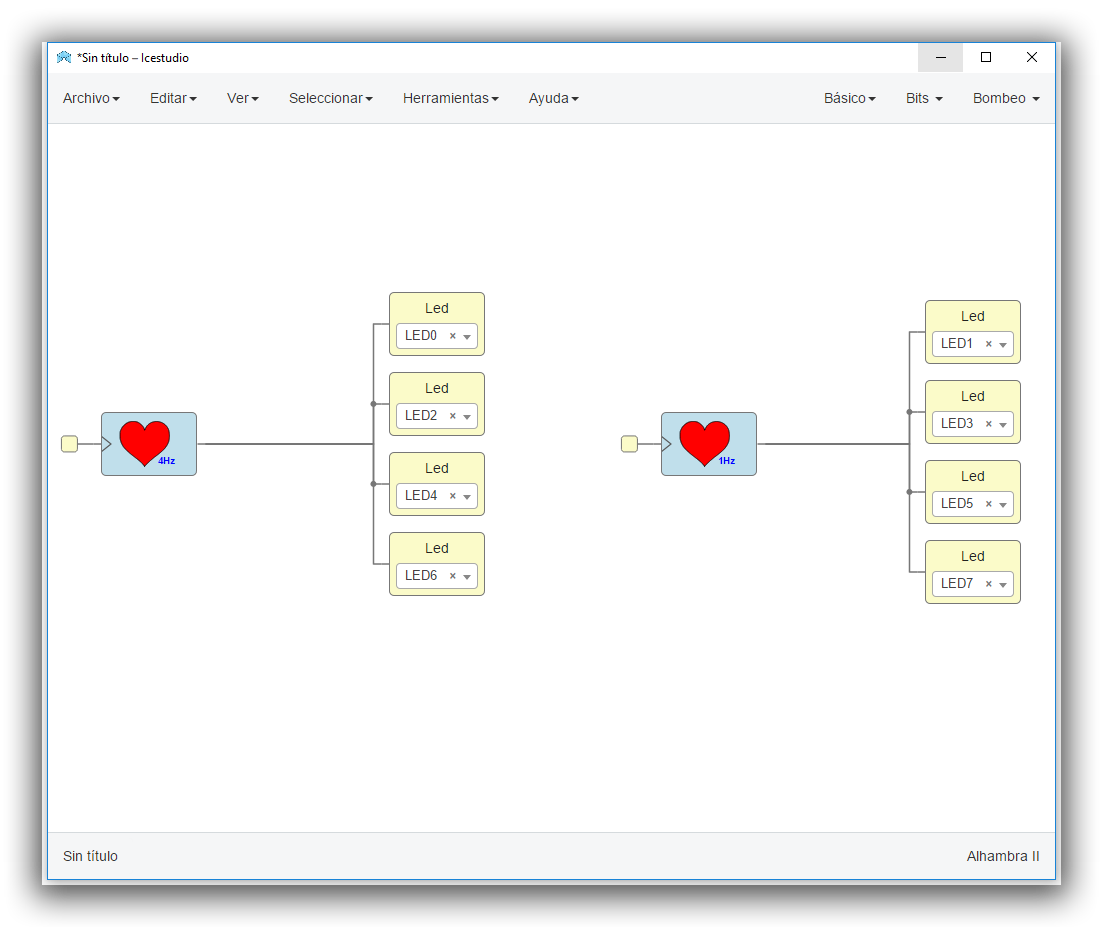 *Sin título – Icestudio
Archivo Editar Ver Seleccionar Herramientas Ayuda Básico Bits Bombeo
Led
LED0 ×
Led
LED2 ×
4Hz
Led
LED4 ×
Led
LED6 ×
Led
LED1 ×
Led
LED3 ×
1Hz
Led
LED5 ×
Led
LED7 ×
Sin título Alhambra II